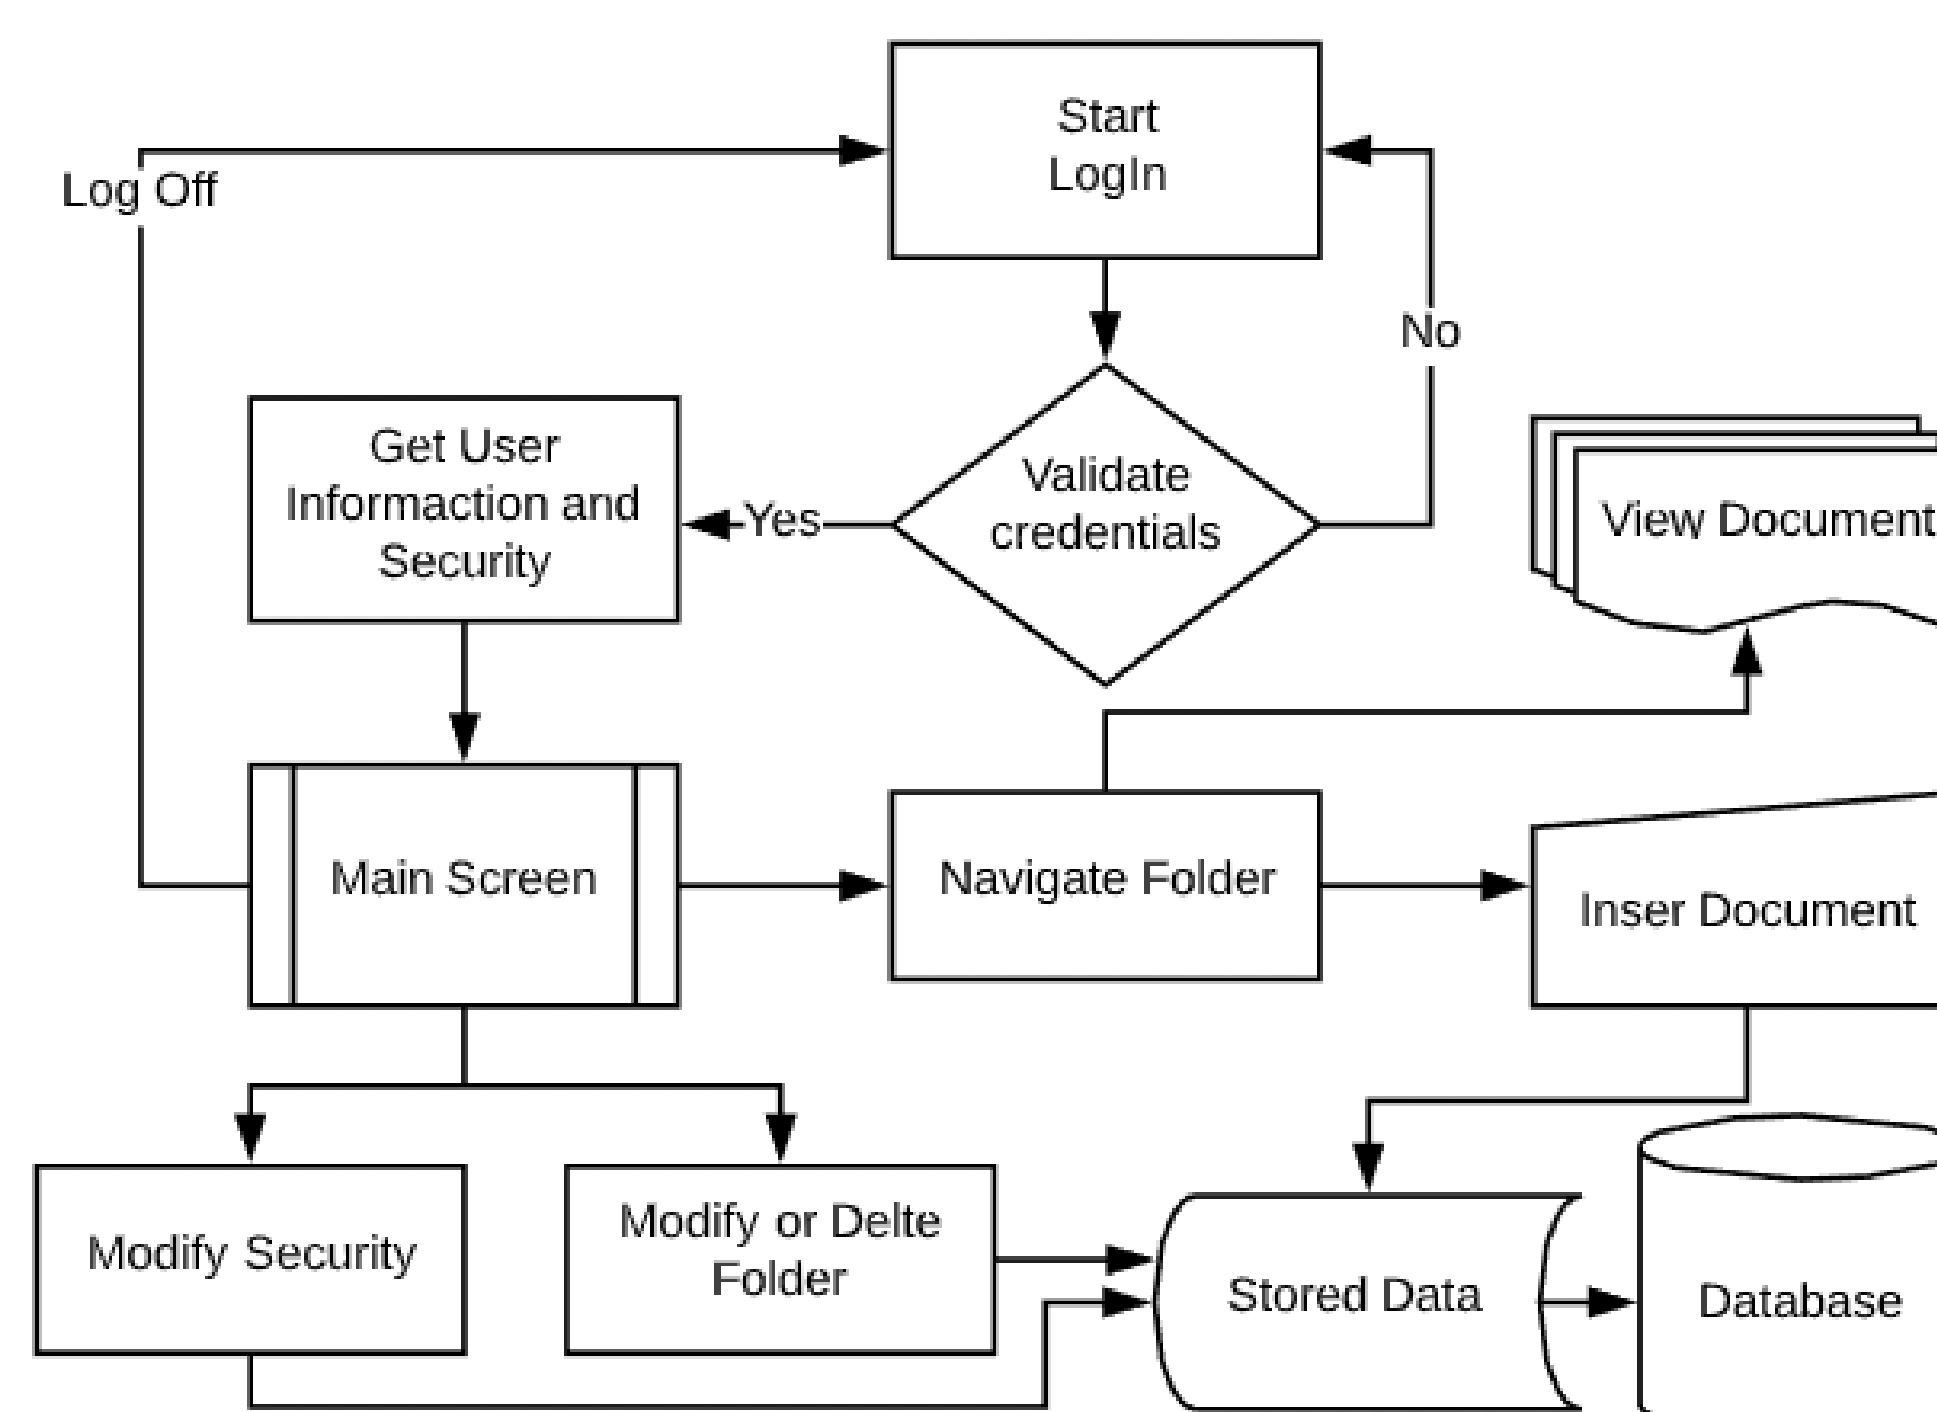 Start
LogIn
Log Off
No
Get User
Informaction and
Security
Yes
Validate
credentials
View Document
Main Screen
Navigate Folder
Inser Document
Modify Security
Modify or Delte
Folder
Stored Data
Database